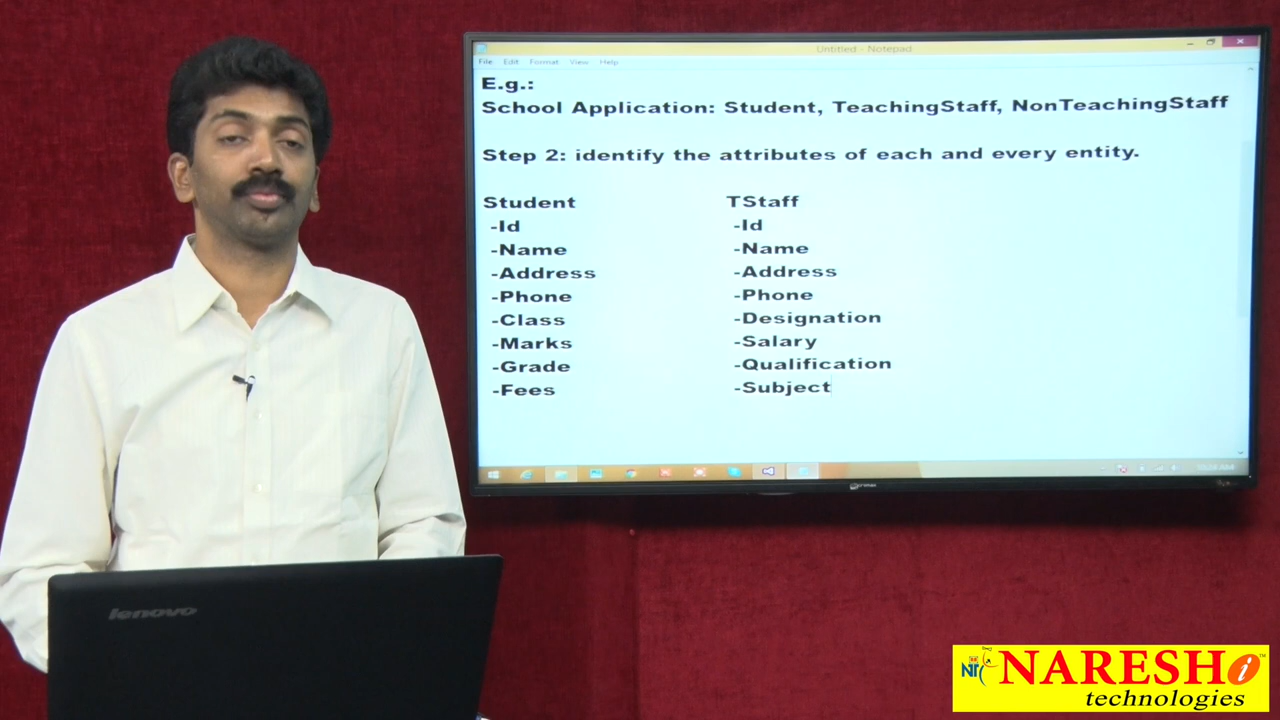 Untitled - Notepad
File Edit Format View Help
E.g.:
School Application: Student, TeachingStaff, NonTeachingStaff
Step 2: identify the attributes of each and every entity.
Student TStaff
-Id -Id
-Name -Name
-Address -Address
-Phone -Phone
-Class -Designation
-Marks -Salary
-Grade -Qualification
-Fees -Subject
lenovo
NT
NARESH i
technologies